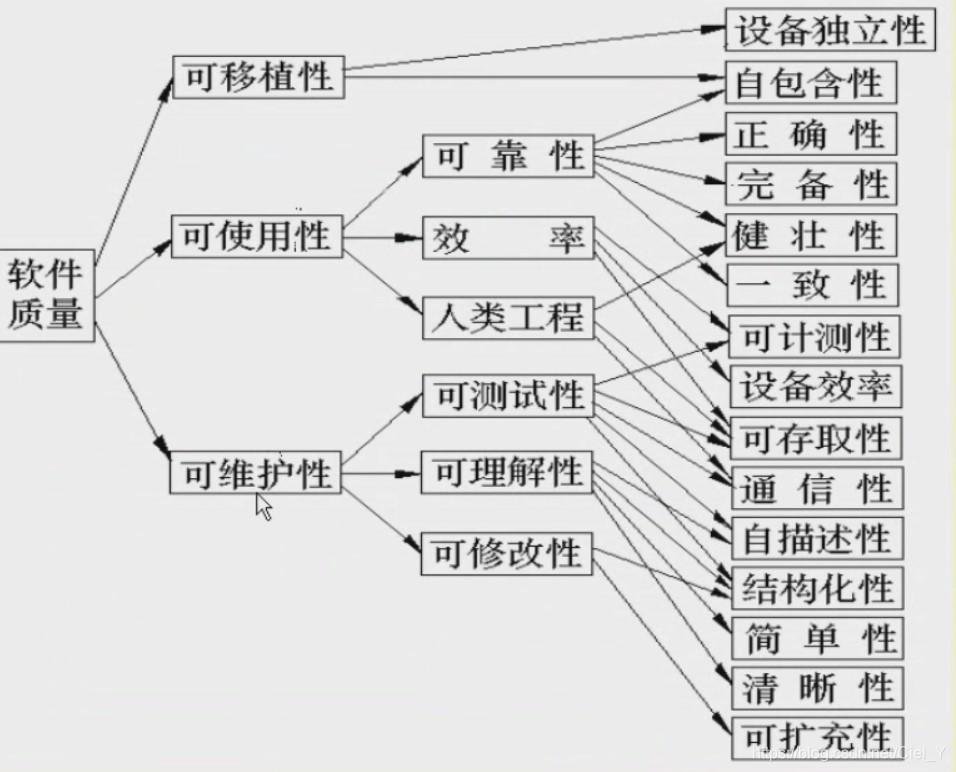 软件
质量
可移植性
可使用性
可维护性
可 靠 性
效 率
人类工程
可测试性
可理解性
可修改性
设备独立性
自包含性
正 确 性
完 备 性
健 壮 性
一 致 性
可计测性
设备效率
可存取性
通 信 性
自描述性
结构化性
简 单 性
清 晰 性
可扩充性
https://blog.csdn.net/Ciel_Y